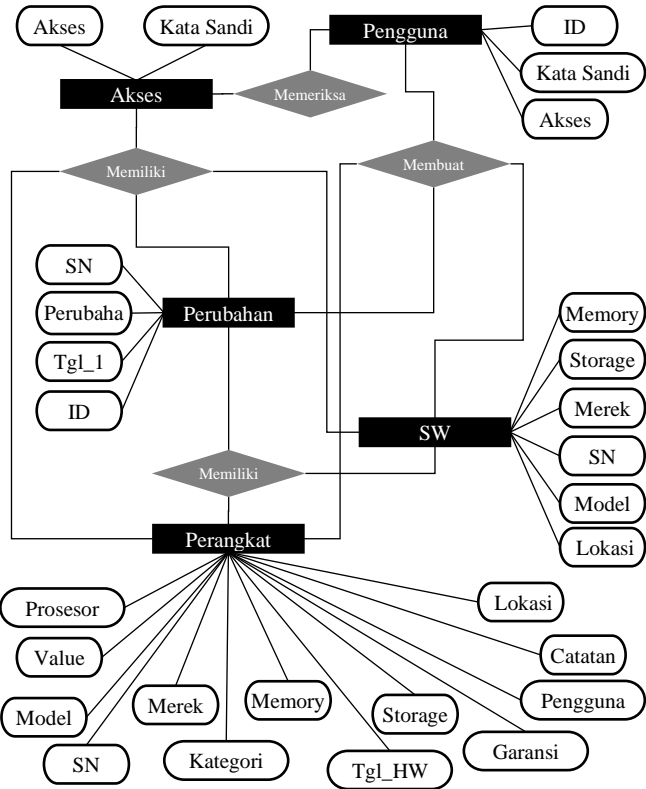 Akses
Kata Sandi
Pengguna
ID
Kata Sandi
Akses
Akses
Memeriksa
Memiliki
Membuat
SN
Perubaha
Tgl_1
ID
Perubahan
Memory
Storage
Merek
SN
Model
Lokasi
SW
Memiliki
Perangkat
Prosesor
Value
Model
SN
Merek
Kategori
Memory
Tgl_HW
Storage
Garansi
Pengguna
Catatan
Lokasi